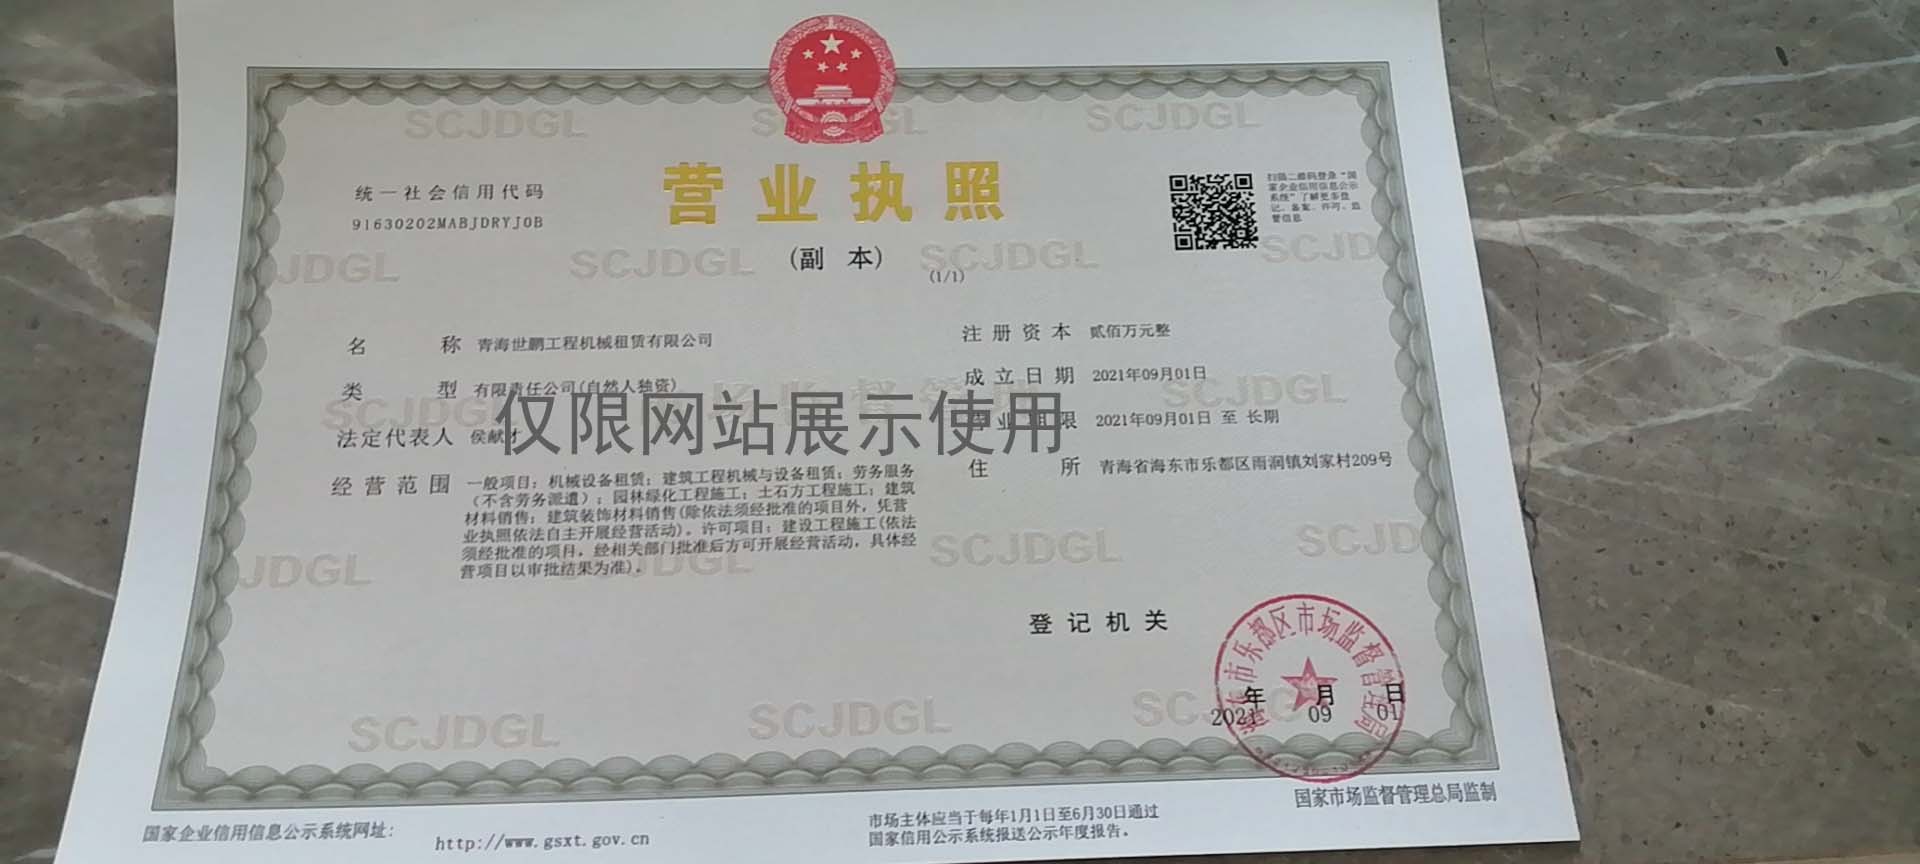 统一社会信用代码
91630202MABJDRYJ0B
营业执照
(副 本)
(1/1)
扫描二维码登录“国
家企业信用信息公示
系统”了解更多登
记、备案、许可、监
管信息
名 称 青海世鹏工程机械租赁有限公司
类 型 有限责任公司(自然人独资)
法定代表人 侯献才
经营范围 一般项目：机械设备租赁；建筑工程机械与设备租赁；劳务服务
（不含劳务派遣）；园林绿化工程施工；土石方工程施工；建筑
材料销售；建筑装饰材料销售(除依法须经批准的项目外，凭营
业执照依法自主开展经营活动)。许可项目：建设工程施工(依法
须经批准的项目，经相关部门批准后方可开展经营活动，具体经
营项目以审批结果为准)。
注册资本 贰佰万元整
成立日期 2021年09月01日
营业期限 2021年09月01日 至 长期
住 所 青海省海东市乐都区雨润镇刘家村209号
仅限网站展示使用
登记机关
海东市乐都区市场监督管理局
年 月 日
2021 09 01
国家企业信用信息公示系统网址：
http://www.gsxt.gov.cn
市场主体应当于每年1月1日至6月30日通过
国家信用公示系统报送公示年度报告。
国家市场监督管理总局监制
SCJDGL